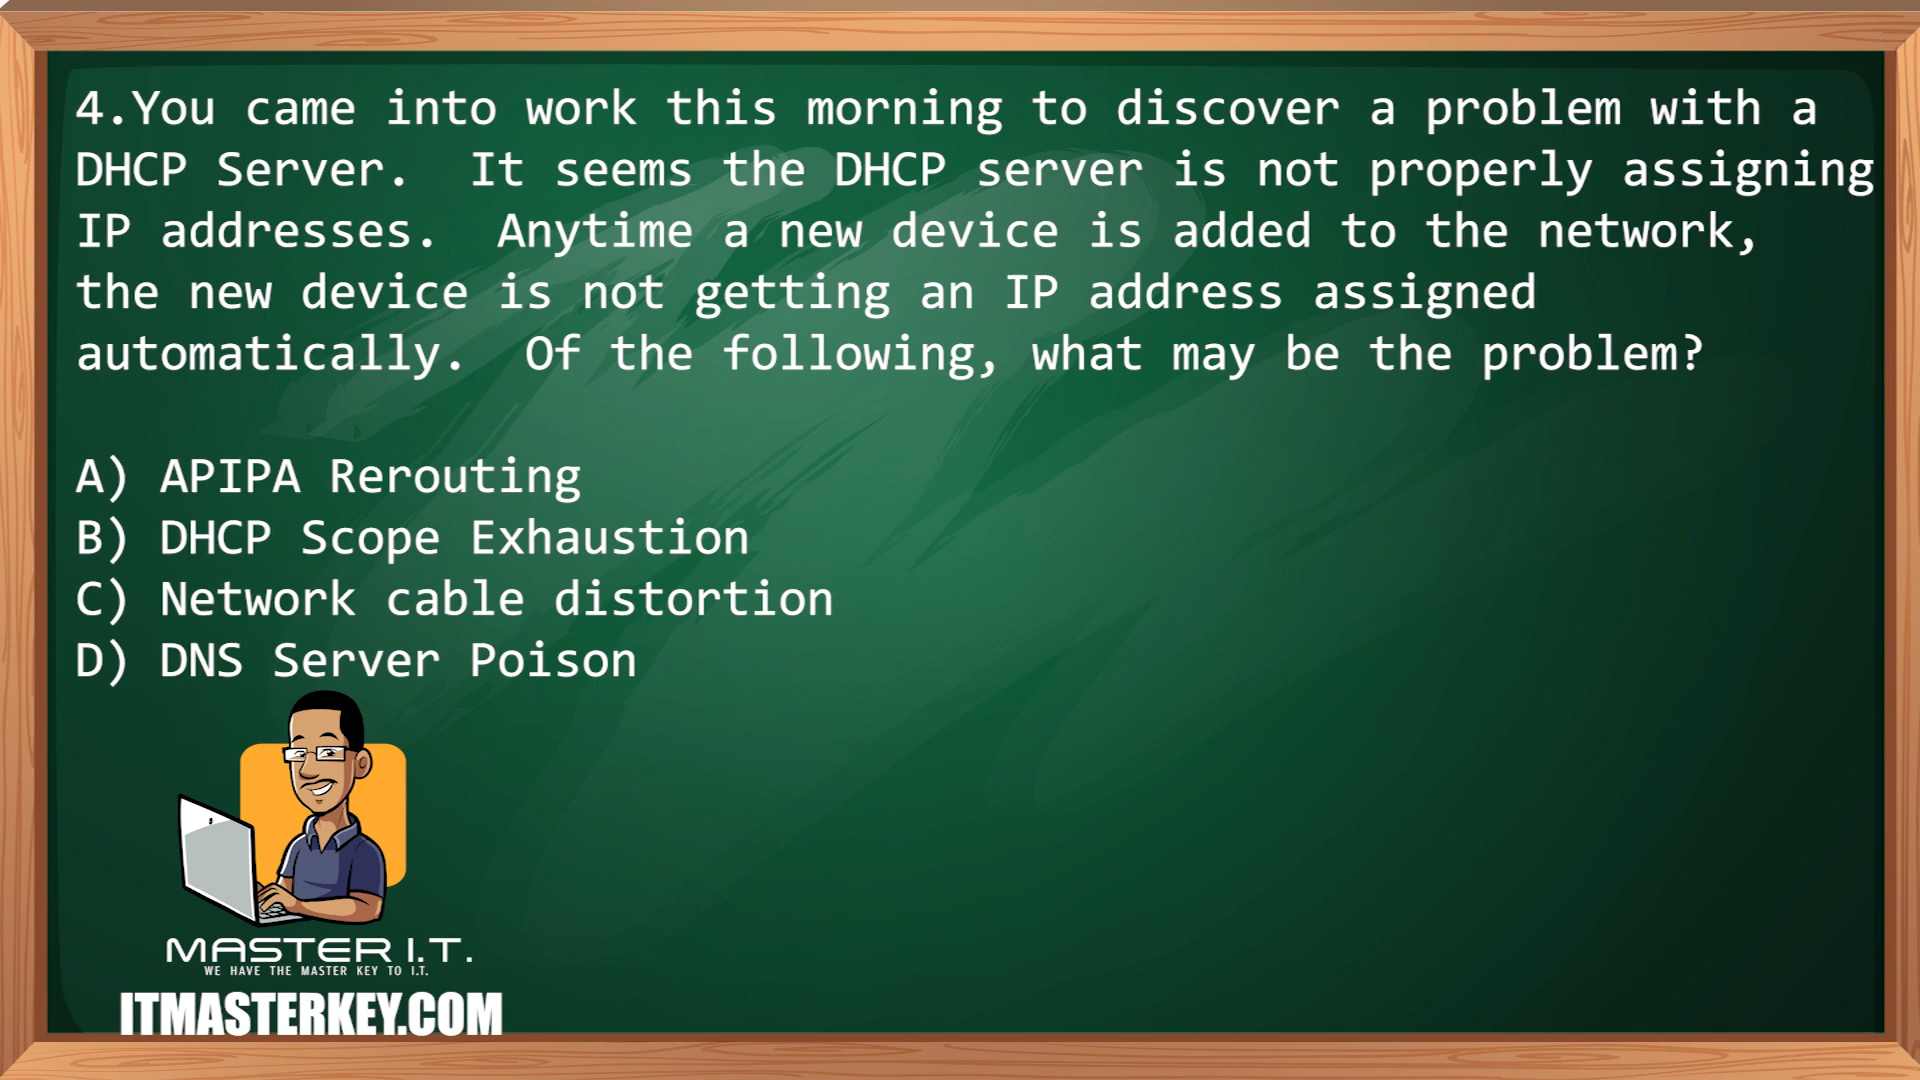 4.You came into work this morning to discover a problem with a
DHCP Server.  It seems the DHCP server is not properly assigning
IP addresses.  Anytime a new device is added to the network,
the new device is not getting an IP address assigned
automatically.  Of the following, what may be the problem?
A) APIPA Rerouting
B) DHCP Scope Exhaustion
C) Network cable distortion
D) DNS Server Poison
MASTER I.T.
WE HAVE THE MASTER KEY TO I.T.
ITMASTERKEY.COM